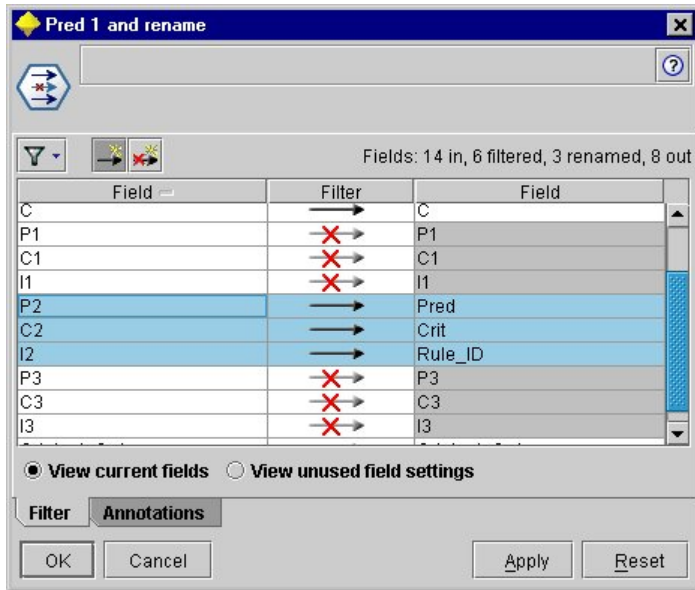 Pred 1 and rename
Fields: 14 in, 6 filtered, 3 renamed, 8 out
Field Filter Field
C C
P1 P1
C1 C1
I1 I1
P2 Pred
C2 Crit
I2 Rule_ID
P3 P3
C3 C3
I3 I3
View current fields View unused field settings
Filter Annotations
OK Cancel Apply Reset